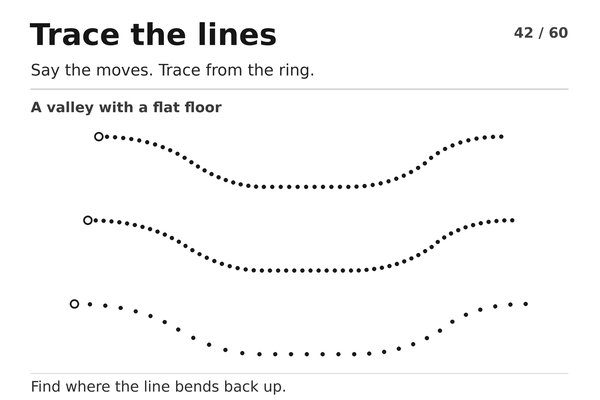 Trace the lines
42 / 60
Say the moves. Trace from the ring.
A valley with a flat floor
Find where the line bends back up.